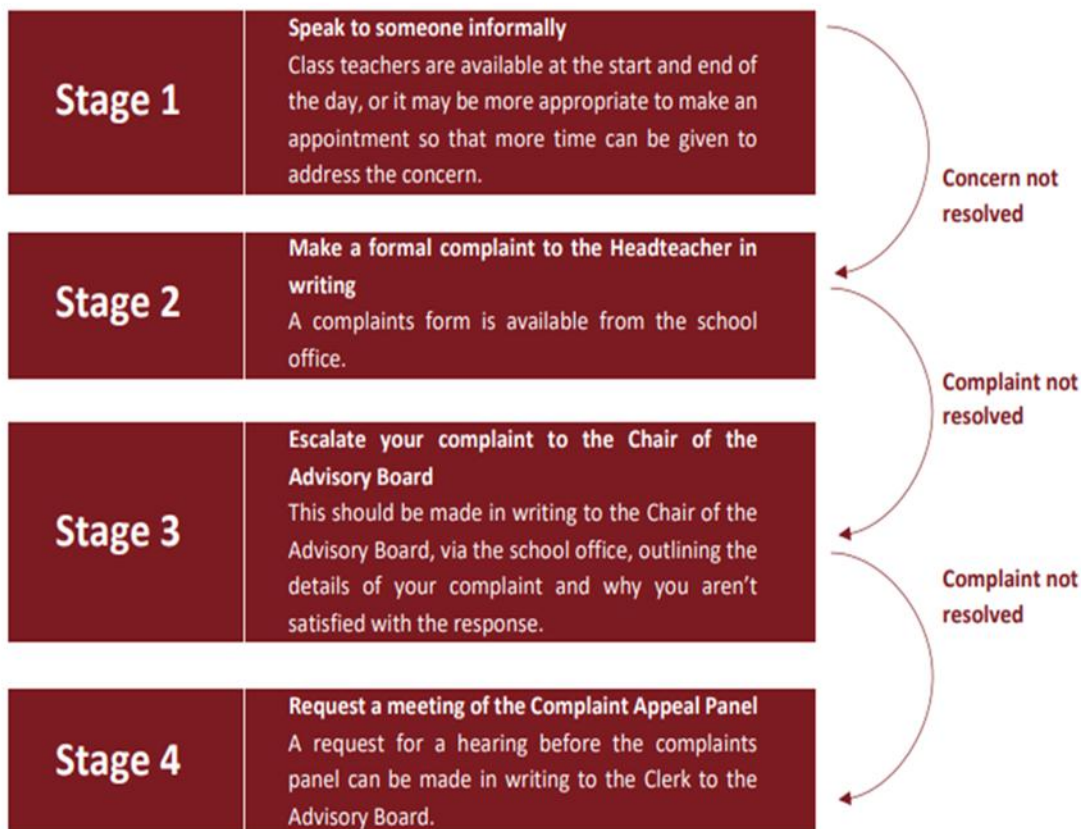 Stage 1
Speak to someone informally
Class teachers are available at the start and end of
the day, or it may be more appropriate to make an
appointment so that more time can be given to
address the concern.
Concern not
resolved
Stage 2
Make a formal complaint to the Headteacher in
writing
A complaints form is available from the school
office.
Complaint not
resolved
Stage 3
Escalate your complaint to the Chair of the
Advisory Board
This should be made in writing to the Chair of the
Advisory Board, via the school office, outlining the
details of your complaint and why you aren’t
satisfied with the response.
Complaint not
resolved
Stage 4
Request a meeting of the Complaint Appeal Panel
A request for a hearing before the complaints
panel can be made in writing to the Clerk to the
Advisory Board.